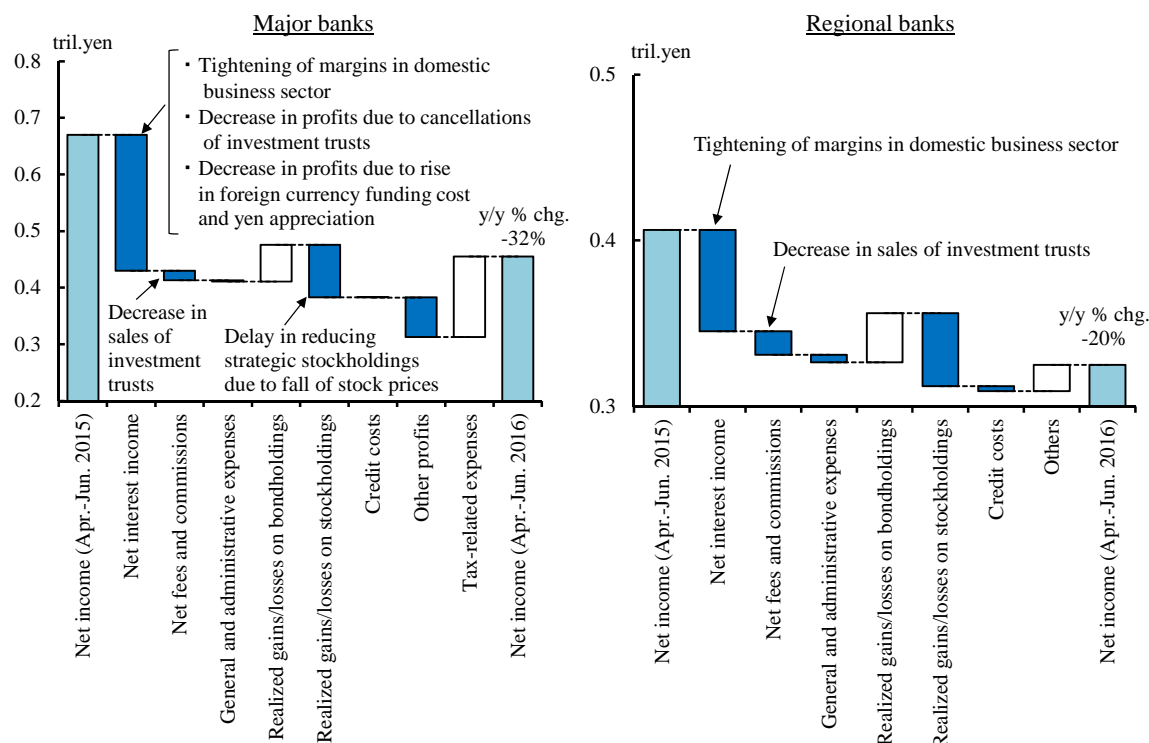 Major banks
tril.yen
0.8
0.7
0.6
0.5
0.4
0.3
0.2
・Tightening of margins in domestic
business sector
・Decrease in profits due to cancellations
of investment trusts
・Decrease in profits due to rise
in foreign currency funding cost
and yen appreciation
y/y % chg.
-32%
Decrease in
sales of
investment
trusts
Delay in reducing
strategic stockholdings
due to fall of stock prices
Net income (Apr.-Jun. 2015)
Net interest income
Net fees and commissions
General and administrative expenses
Realized gains/losses on bondholdings
Realized gains/losses on stockholdings
Credit costs
Other profits
Tax-related expenses
Net income (Apr.-Jun. 2016)
Regional banks
tril.yen
0.5
0.4
0.3
Tightening of margins in domestic business sector
Decrease in sales of investment trusts
y/y % chg.
-20%
Net income (Apr.-Jun. 2015)
Net interest income
Net fees and commissions
General and administrative expenses
Realized gains/losses on bondholdings
Realized gains/losses on stockholdings
Credit costs
Others
Net income (Apr.-Jun. 2016)